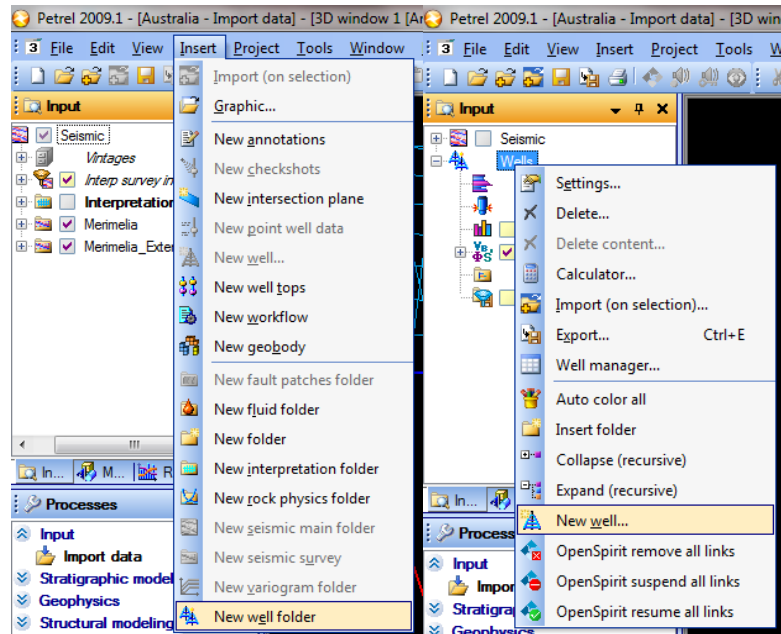 Petrel 2009.1 - [Australia - Import data] - [3D window 1 [Ar
3 File Edit View Insert Project Tools Window
Input
Seismic
Vintages
Interp survey in
Interpretation
Merimelia
Merimelia_Exte
In... M... R
Processes
Input
Import data
Stratigraphic model
Geophysics
Structural modeling
Import (on selection)
Graphic...
New annotations
New checkshots
New intersection plane
New point well data
New well...
New well tops
New workflow
New geobody
New fault patches folder
New fluid folder
New folder
New interpretation folder
New rock physics folder
New seismic main folder
New seismic survey
New variogram folder
New well folder
Petrel 2009.1 - [Australia - Import data] - [3D win
3 File Edit View Insert Project Tools W
Input
Seismic
Wells
In...
Process
Input
Impor
Stratigra
Geophysics
Settings...
Delete...
Delete content...
Calculator...
Import (on selection)...
Export... Ctrl+E
Well manager...
Auto color all
Insert folder
Collapse (recursive)
Expand (recursive)
New well...
OpenSpirit remove all links
OpenSpirit suspend all links
OpenSpirit resume all links